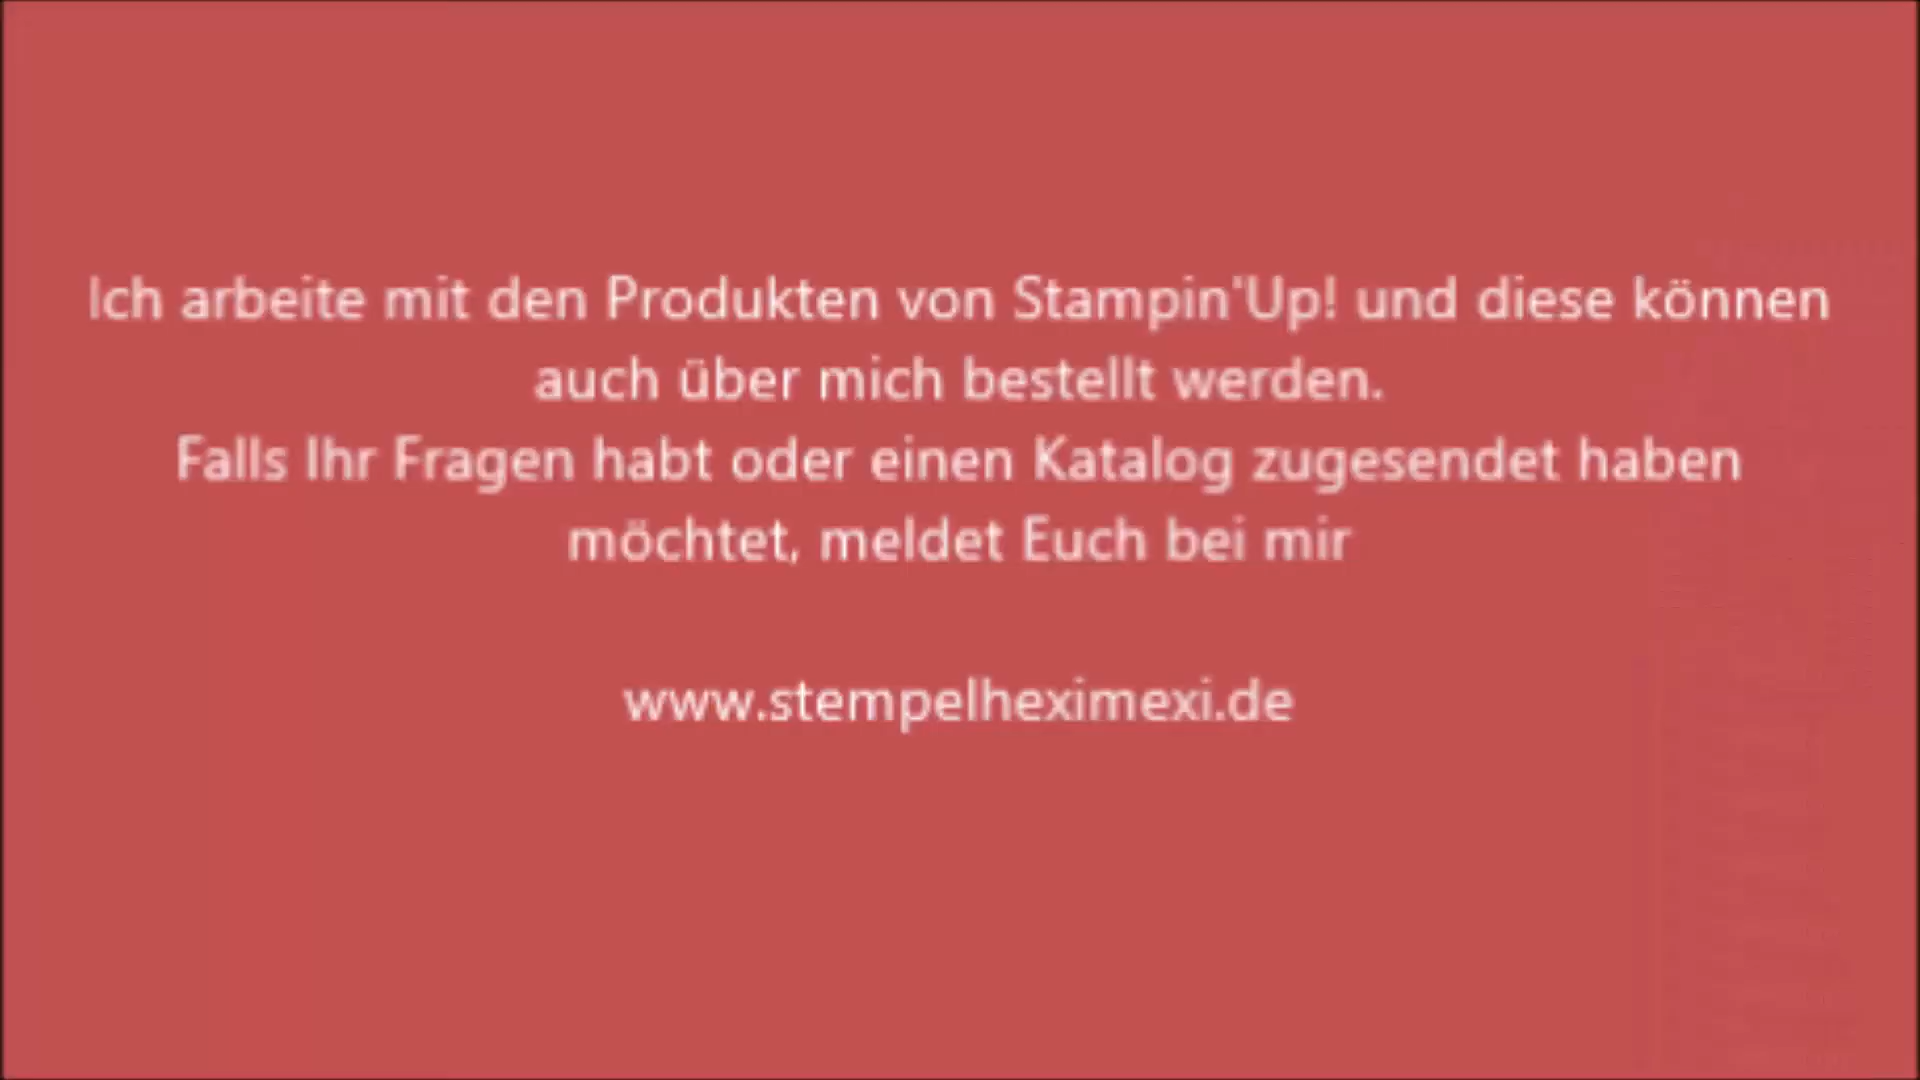 Ich arbeite mit den Produkten von Stampin'Up! und diese können
auch über mich bestellt werden.
Falls Ihr Fragen habt oder einen Katalog zugesendet haben
möchtet, meldet Euch bei mir
www.stempelheximexi.de